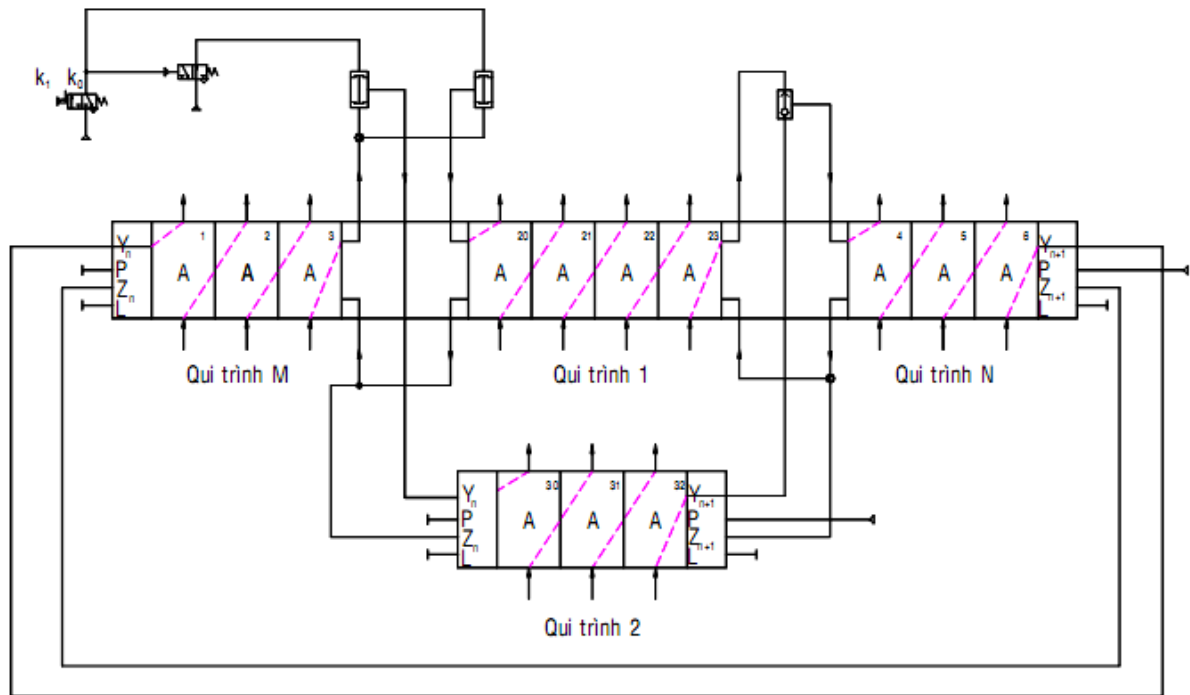 k₁ k₀
1 2 3 20 21 22 23 4 5 6
Yₙ A A A A A A A A A A Yₙ₊₁
P P
Zₙ Zₙ₊₁
L L
Qui trình M Qui trình 1 Qui trình N
30 31 32
Yₙ A A A Yₙ₊₁
P P
Zₙ Zₙ₊₁
L L
Qui trình 2